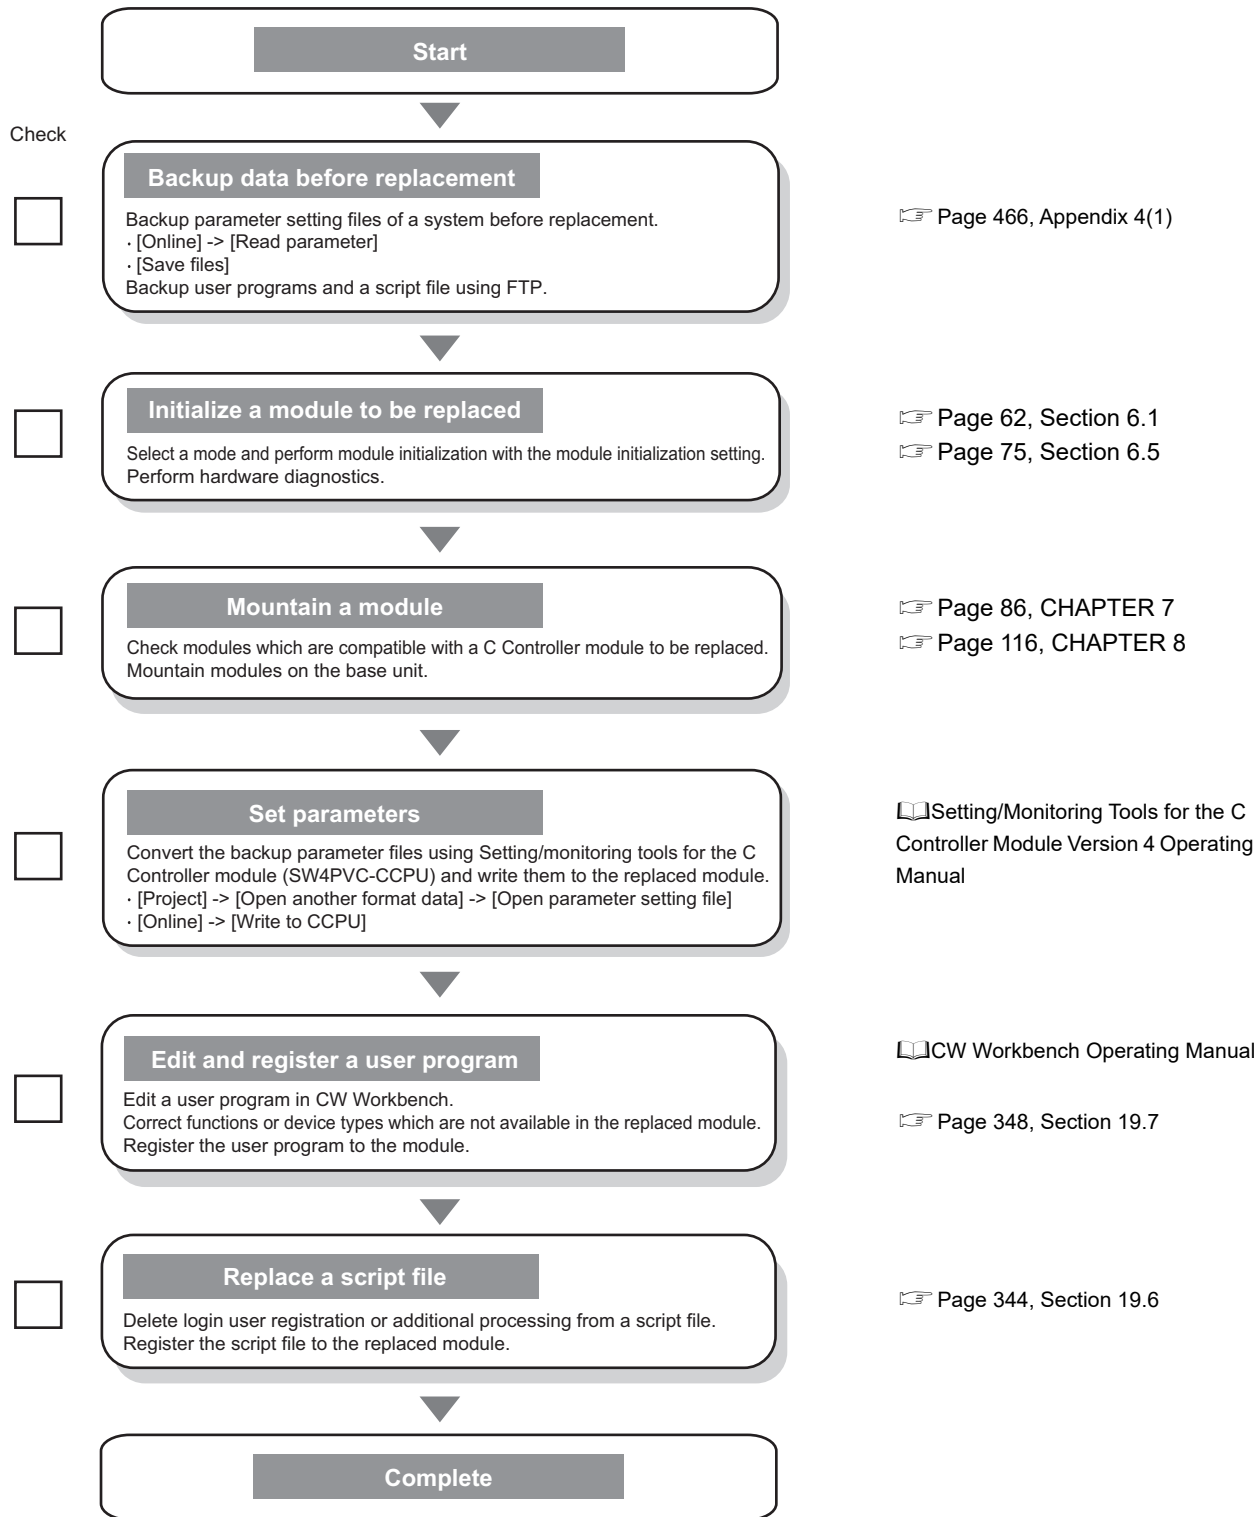 Start
Check
Backup data before replacement
Backup parameter setting files of a system before replacement.
· [Online] -> [Read parameter]
· [Save files]
Backup user programs and a script file using FTP.
☞ Page 466, Appendix 4(1)
Initialize a module to be replaced
Select a mode and perform module initialization with the module initialization setting.
Perform hardware diagnostics.
☞ Page 62, Section 6.1
☞ Page 75, Section 6.5
Mountain a module
Check modules which are compatible with a C Controller module to be replaced.
Mountain modules on the base unit.
☞ Page 86, CHAPTER 7
☞ Page 116, CHAPTER 8
Set parameters
Convert the backup parameter files using Setting/monitoring tools for the C
Controller module (SW4PVC-CCPU) and write them to the replaced module.
· [Project] -> [Open another format data] -> [Open parameter setting file]
· [Online] -> [Write to CCPU]
Setting/Monitoring Tools for the C
Controller Module Version 4 Operating
Manual
Edit and register a user program
Edit a user program in CW Workbench.
Correct functions or device types which are not available in the replaced module.
Register the user program to the module.
CW Workbench Operating Manual
☞ Page 348, Section 19.7
Replace a script file
Delete login user registration or additional processing from a script file.
Register the script file to the replaced module.
☞ Page 344, Section 19.6
Complete